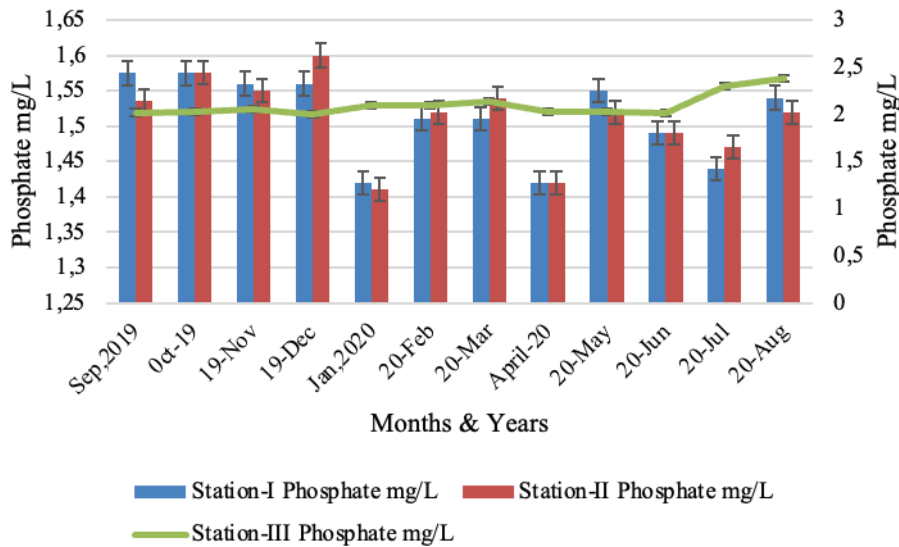 Phosphate mg/L
1,65
1,6
1,55
1,5
1,45
1,4
1,35
1,3
1,25
3
2,5
2
1,5
1
0,5
0
Phosphate mg/L
Sep,2019
0ct-19
19-Nov
19-Dec
Jan,2020
20-Feb
20-Mar
April-20
20-May
20-Jun
20-Jul
20-Aug
Months & Years
Station-I Phosphate mg/L
Station-II Phosphate mg/L
Station-III Phosphate mg/L